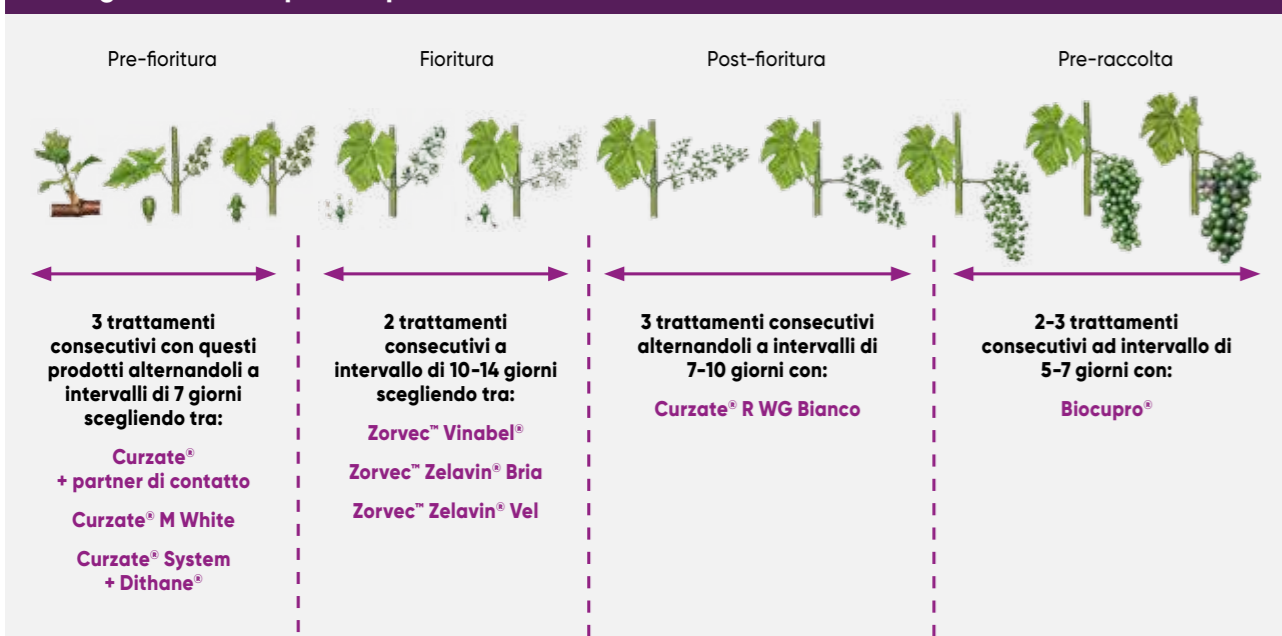 Pre-fioritura
Fioritura
Post-fioritura
Pre-raccolta
3 trattamenti
consecutivi con questi
prodotti alternandoli a
intervalli di 7 giorni
scegliendo tra:
Curzate®
+ partner di contatto
Curzate® M White
Curzate® System
+ Dithane®
2 trattamenti
consecutivi a
intervallo di 10-14 giorni
scegliendo tra:
Zorvec™ Vinabel®
Zorvec™ Zelavin® Bria
Zorvec™ Zelavin® Vel
3 trattamenti consecutivi
alternandoli a intervalli di
7-10 giorni con:
Curzate® R WG Bianco
2-3 trattamenti
consecutivi ad intervallo di
5-7 giorni con:
Biocupro®